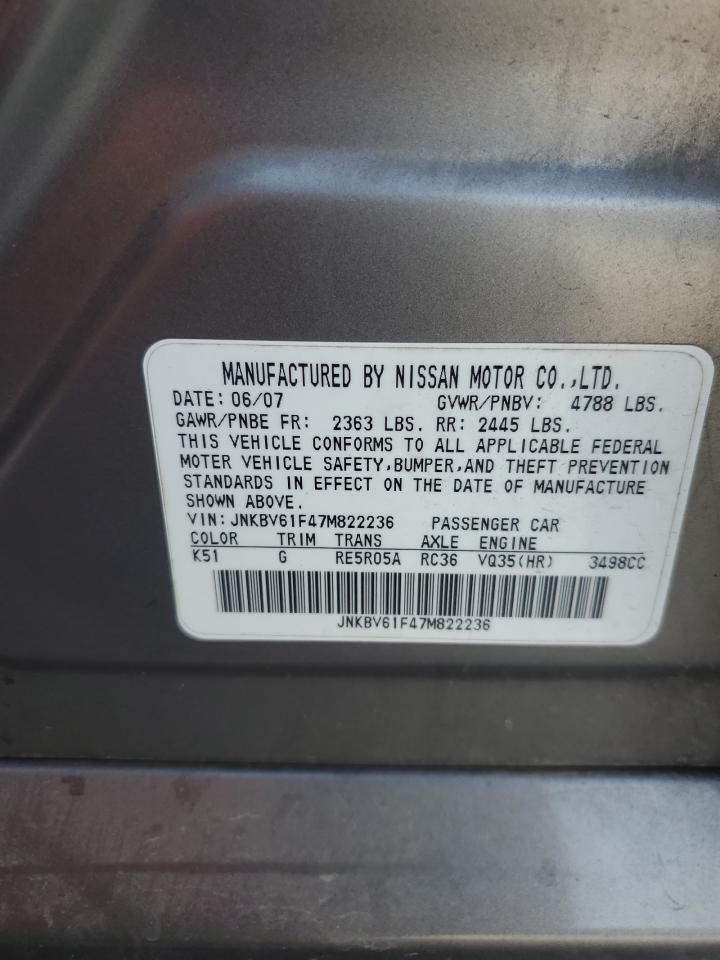 MANUFACTURED BY NISSAN MOTOR CO.,LTD.
DATE: 06/07 GVWR/PNBV: 4788 LBS.
GAWR/PNBE FR: 2363 LBS. RR: 2445 LBS.
THIS VEHICLE CONFORMS TO ALL APPLICABLE FEDERAL
MOTER VEHICLE SAFETY,BUMPER,AND THEFT PREVENTION
STANDARDS IN EFFECT ON THE DATE OF MANUFACTURE
SHOWN ABOVE.
VIN: JNKBV61F47M822236 PASSENGER CAR
COLOR TRIM TRANS AXLE ENGINE
K51 G RE5R05A RC36 VQ35(HR) 3498CC
JNKBV61F47M822236